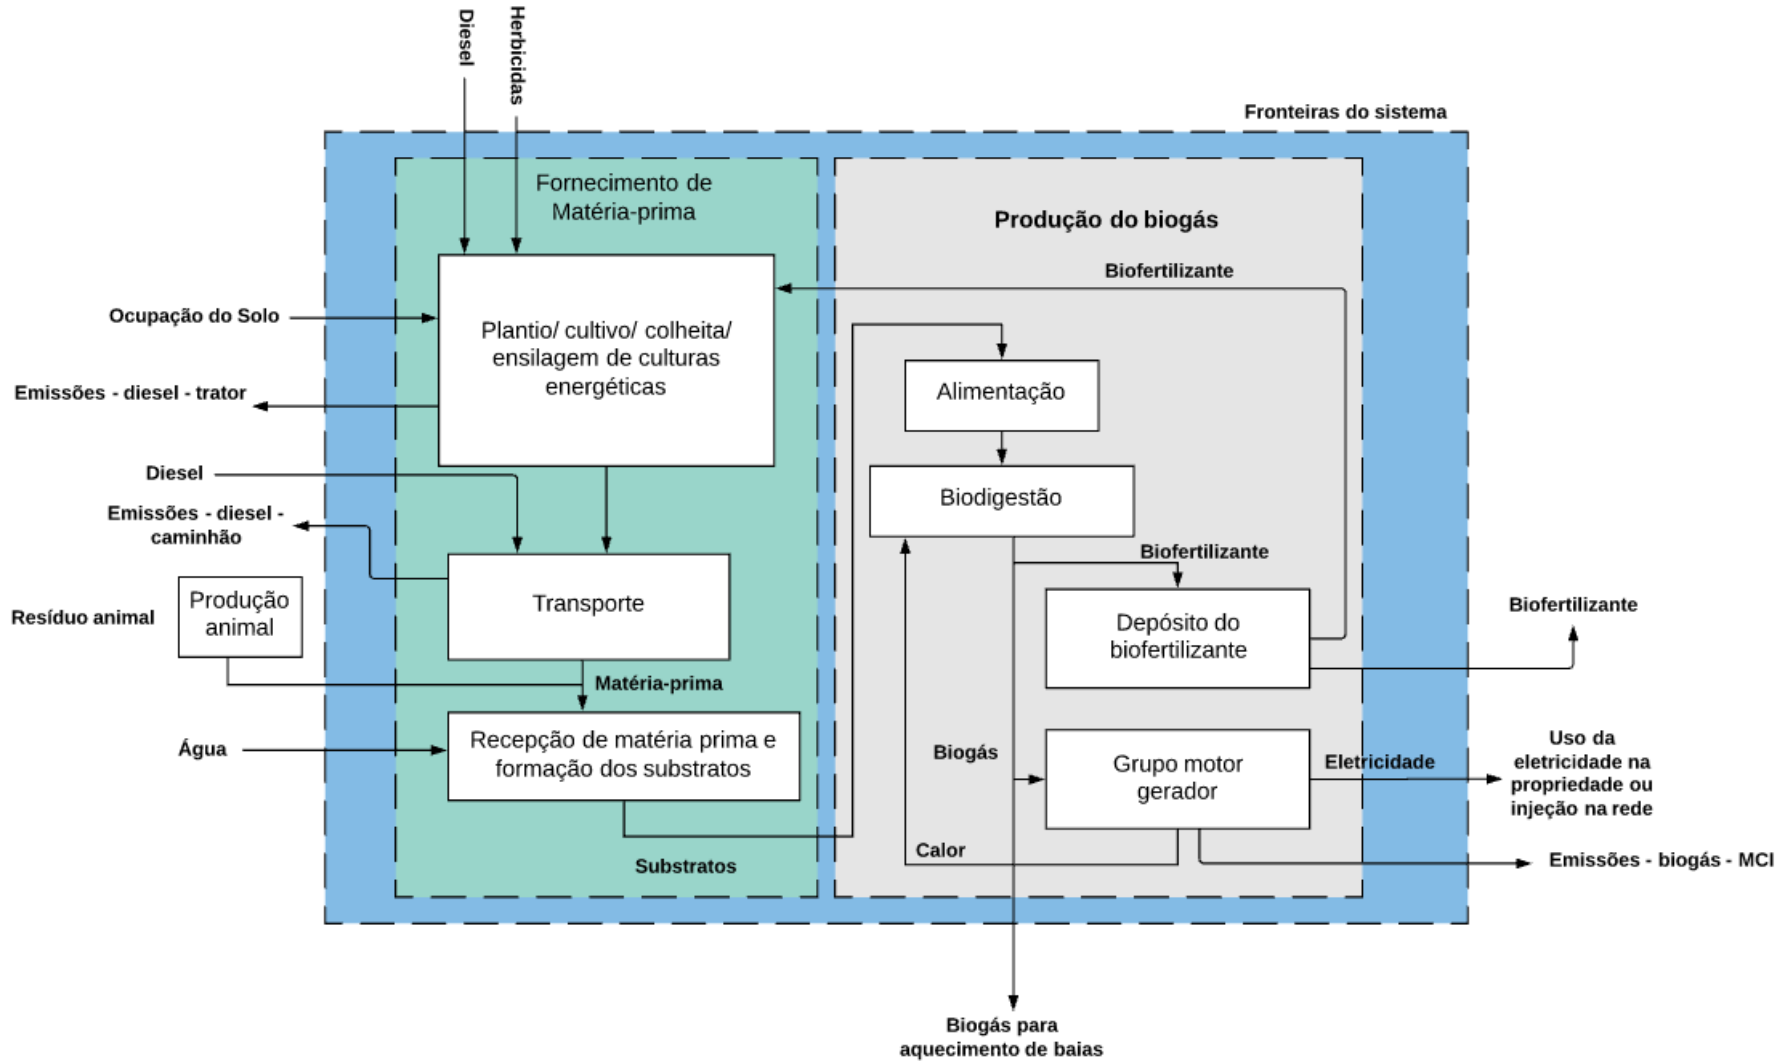 Diesel
Herbicidas
Fronteiras do sistema
Fornecimento de
Matéria-prima
Produção do biogás
Biofertilizante
Ocupação do Solo
Plantio/ cultivo/ colheita/
ensilagem de culturas
energéticas
Alimentação
Emissões - diesel - trator
Diesel
Biodigestão
Emissões - diesel -
caminhão
Biofertilizante
Produção
animal
Resíduo animal
Transporte
Depósito do
biofertilizante
Biofertilizante
Matéria-prima
Água
Recepção de matéria prima e
formação dos substratos
Biogás
Grupo motor
gerador
Eletricidade
Uso da
eletricidade na
propriedade ou
injeção na rede
Calor
Substratos
Emissões - biogás - MCI
Biogás para
aquecimento de baias